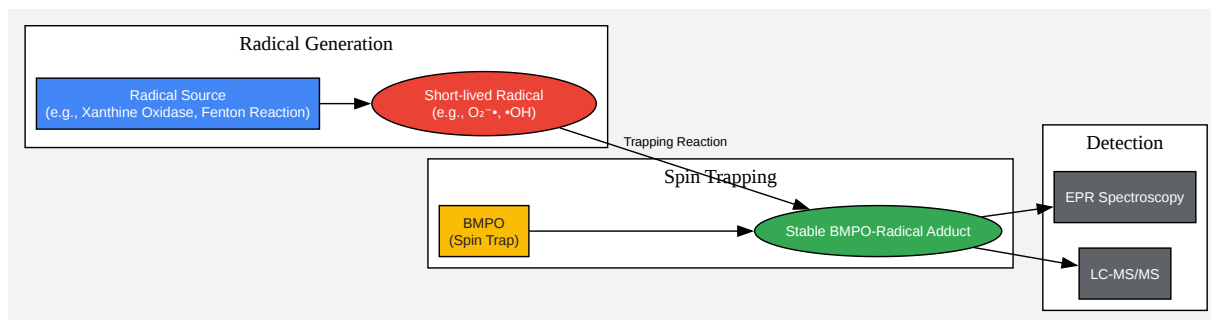 Radical Generation
Radical Source
(e.g., Xanthine Oxidase, Fenton Reaction)
Short-lived Radical
(e.g., O₂⁻•, •OH)
Trapping Reaction
Spin Trapping
BMPO
(Spin Trap)
Stable BMPO-Radical Adduct
Detection
EPR Spectroscopy
LC-MS/MS